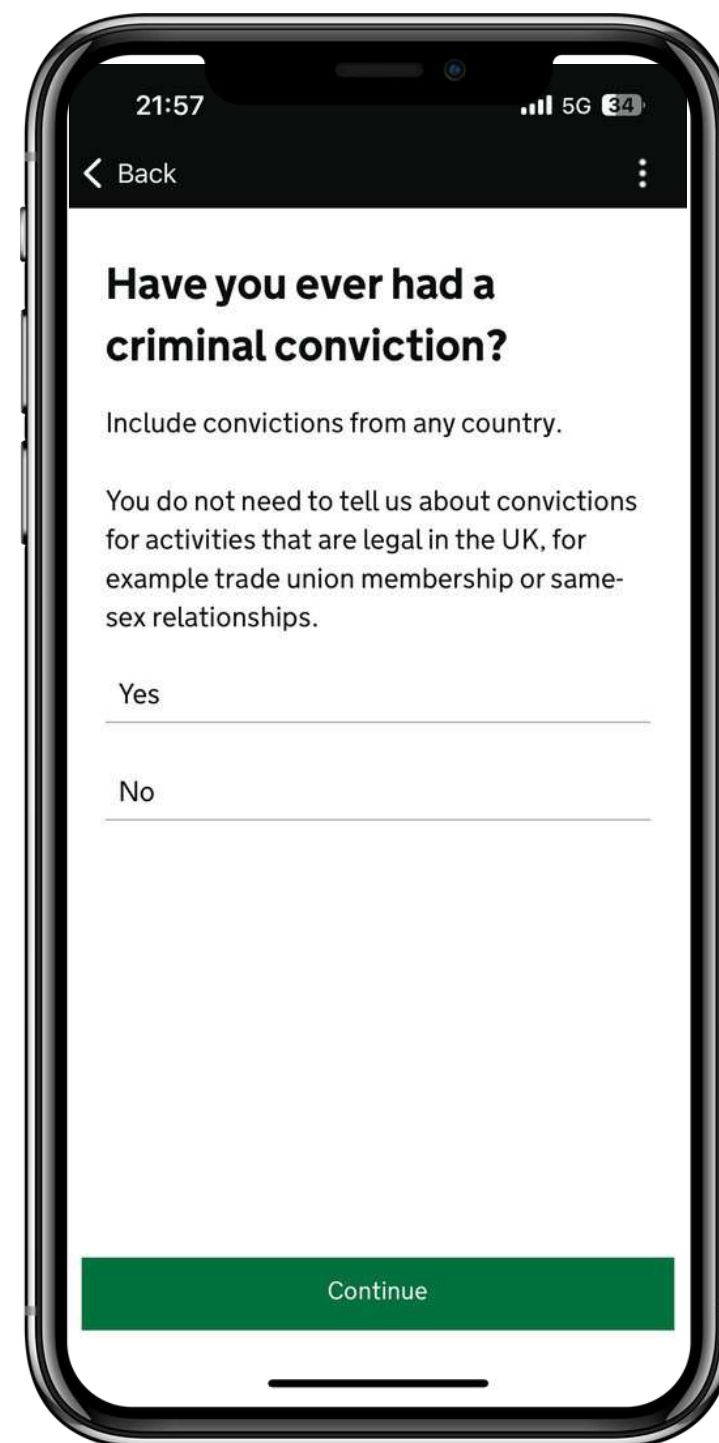 21:57
5G 34
Back
Have you ever had a
criminal conviction?
Include convictions from any country.
You do not need to tell us about convictions
for activities that are legal in the UK, for
example trade union membership or same-
sex relationships.
Yes
No
Continue